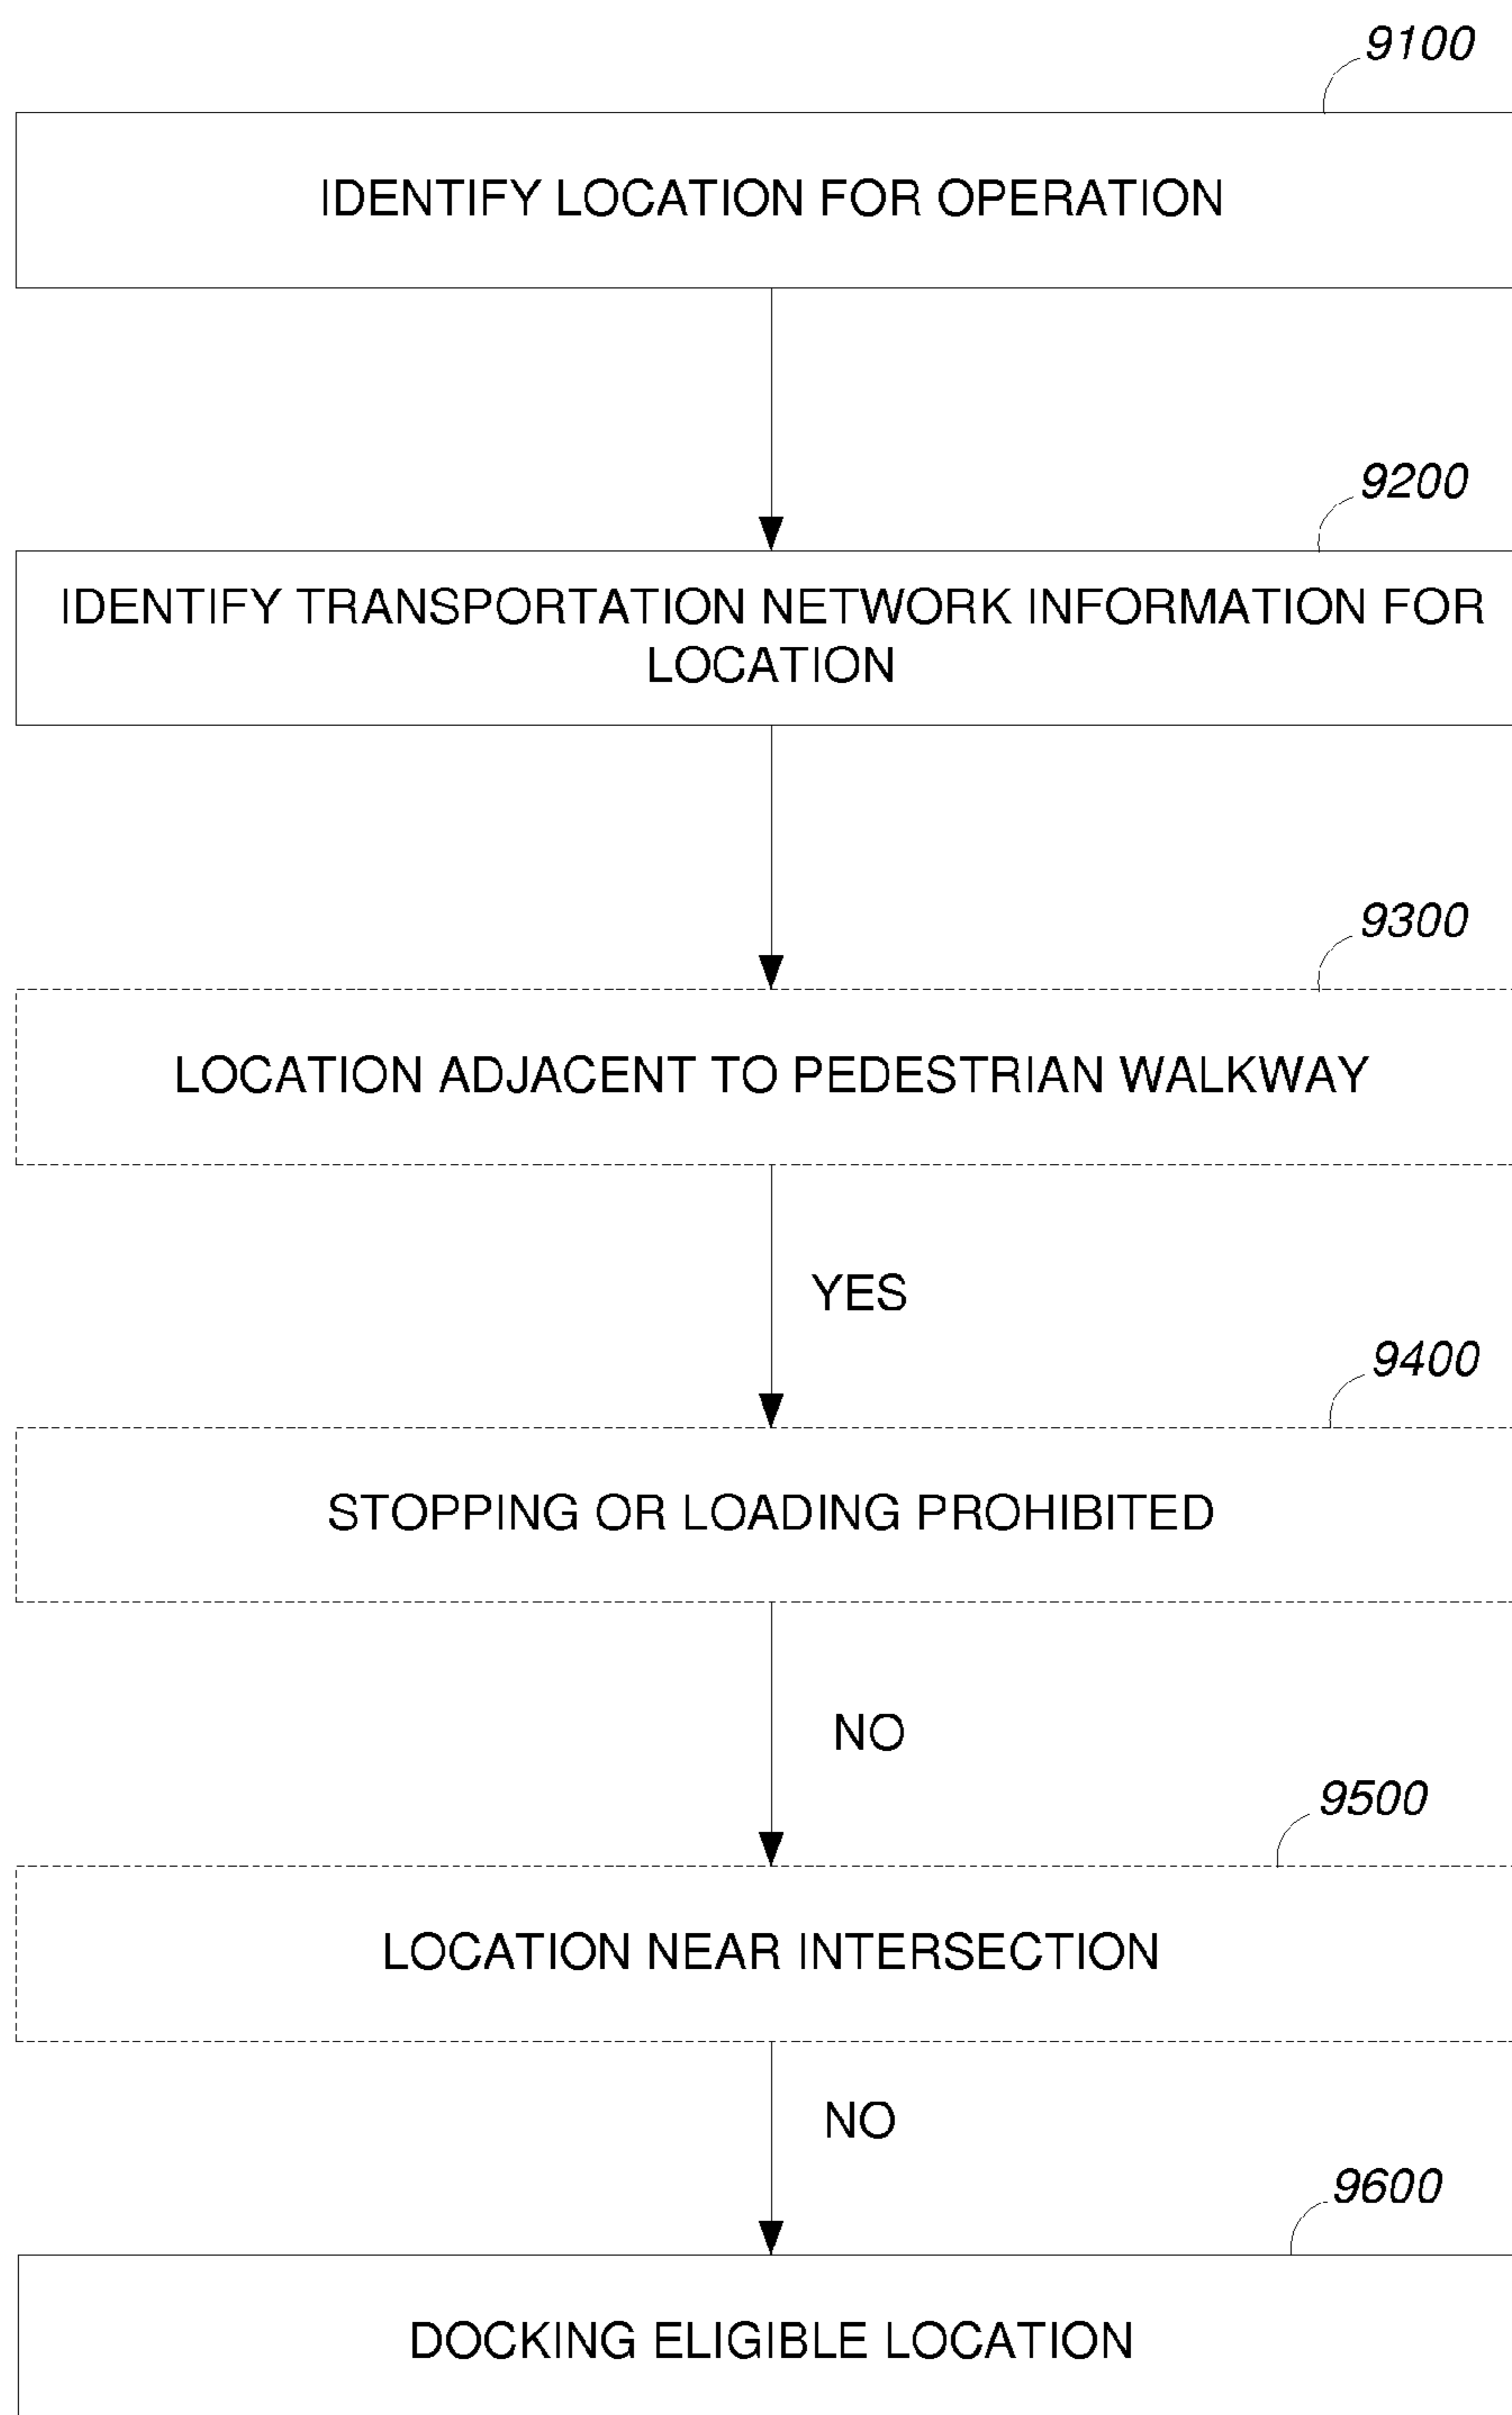 9100
IDENTIFY LOCATION FOR OPERATION
9200
IDENTIFY TRANSPORTATION NETWORK INFORMATION FOR
LOCATION
9300
LOCATION ADJACENT TO PEDESTRIAN WALKWAY
YES
9400
STOPPING OR LOADING PROHIBITED
NO
9500
LOCATION NEAR INTERSECTION
NO
9600
DOCKING ELIGIBLE LOCATION